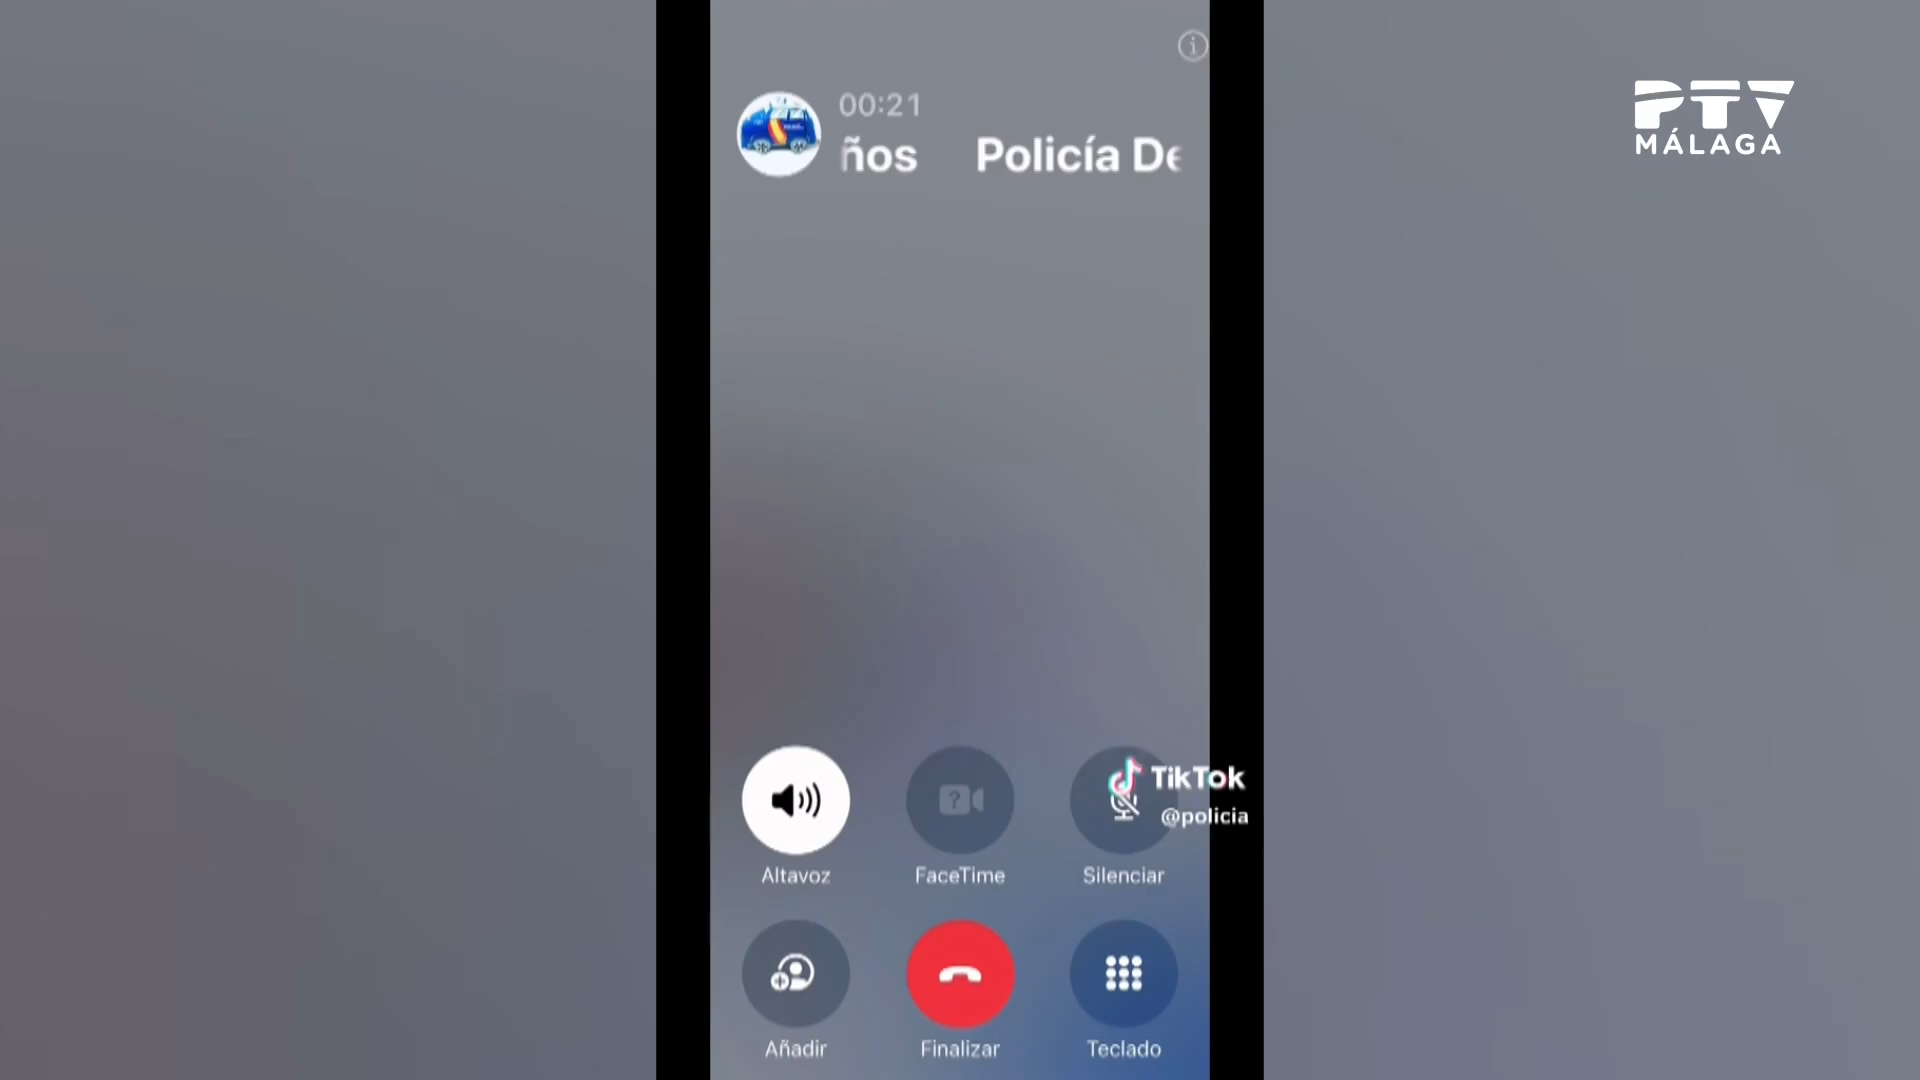 PTV
MÁLAGA
00:21
ños Policía De
TikTok
@policia
Altavoz
FaceTime
Silenciar
Añadir
Finalizar
Teclado